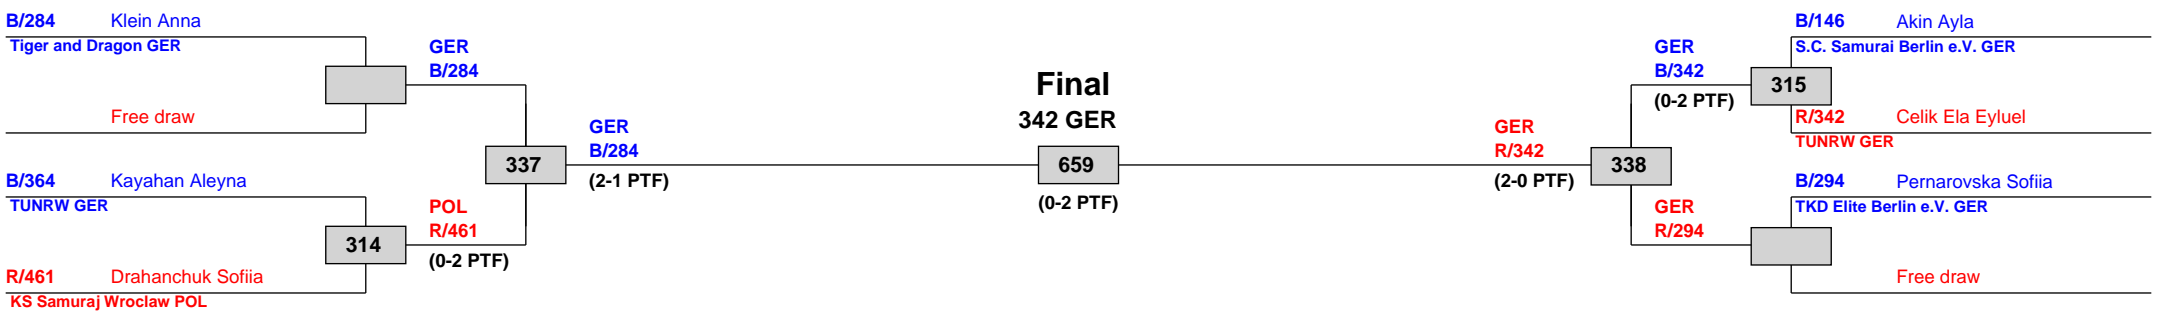 B/284 Klein Anna
Tiger and Dragon GER
Free draw
B/364 Kayahan Aleyna
TUNRW GER
R/461 Drahanchuk Sofiia
KS Samuraj Wroclaw POL
314
GER
B/284
POL
R/461
(0-2 PTF)
337
GER
B/284
(2-1 PTF)
Final
342 GER
659
(0-2 PTF)
GER
R/342
(2-0 PTF)
338
GER
B/342
(0-2 PTF)
GER
R/294
315
B/146 Akin Ayla
S.C. Samurai Berlin e.V. GER
R/342 Celik Ela Eyluel
TUNRW GER
B/294 Pernarovska Sofiia
TKD Elite Berlin e.V. GER
Free draw